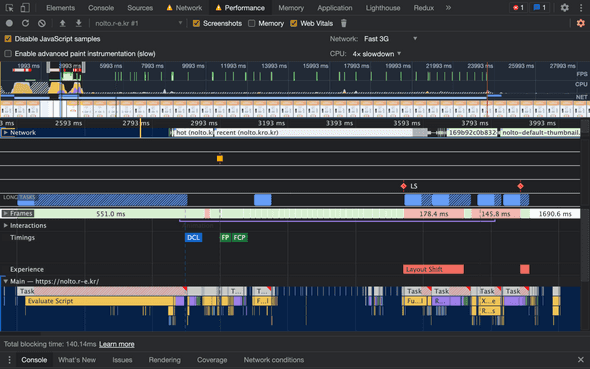 Elements Console Sources Network Performance Memory Application Lighthouse Redux » 1 1
nolto.r-e.kr #1 Screenshots Memory Web Vitals
Disable JavaScript samples Network: Fast 3G
Enable advanced paint instrumentation (slow) CPU: 4× slowdown
1993 ms 3993 ms 5993 ms 7993 ms 9993 ms 11993 ms 13993 ms 15993 ms 17993 ms 19993 ms 21993 ms 23993 ms
FPS
CPU
NET
3 ms 2593 ms 2793 ms 2993 ms 3193 ms 3393 ms 3593 ms 3793 ms 3993 ms
Network hot (nolto.k recent (nolto.kro.kr) 169b92c0b832 nolto-default-thumbnail.
LS
LONG TASKS
Frames 551.0 ms 178.4 ms 145.8 ms 1690.6 ms
Interactions
Timings DCL FP FCP
Experience Layout Shift
Main — https://nolto.r-e.kr/
Task T... T... Task Task Task Task
Evaluate Script F...l Fu...l R... X...e
R...s
Total blocking time: 140.14ms Learn more
Console What's New Issues Rendering Coverage Network conditions